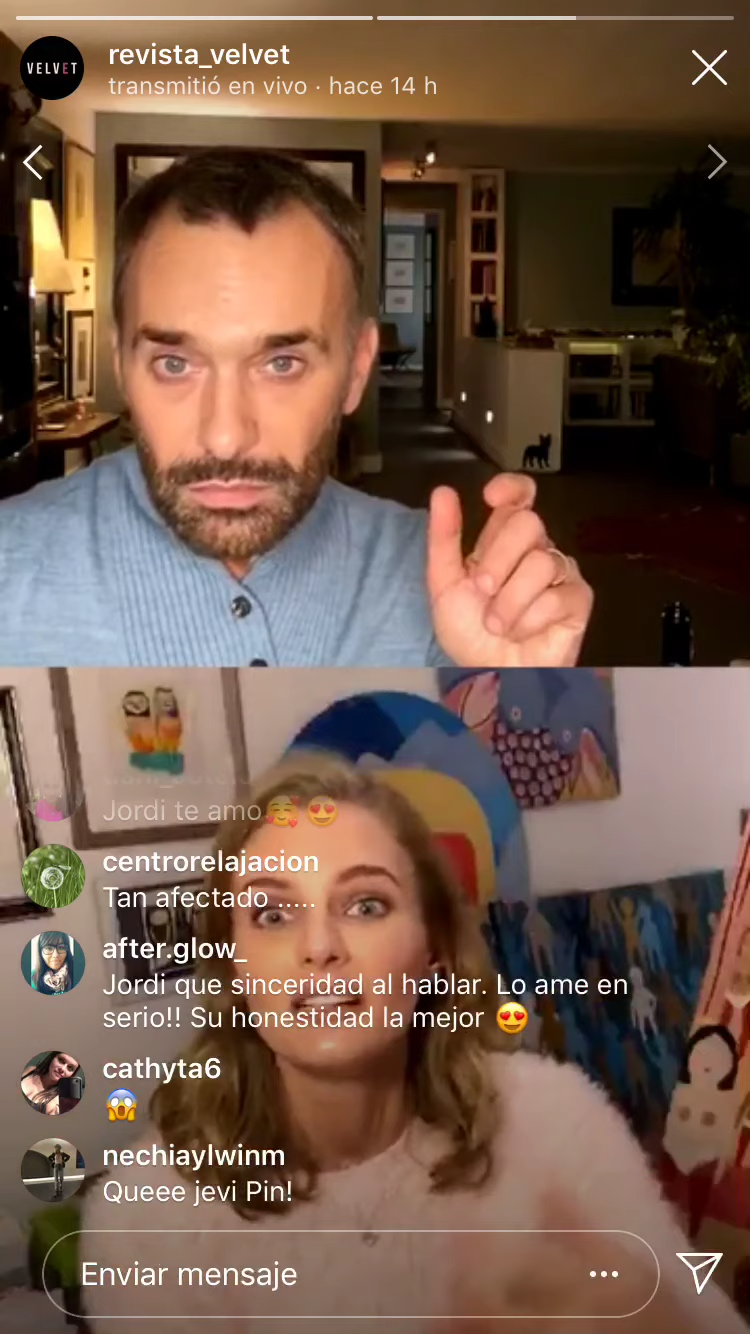 VELVET
revista_velvet
transmitió en vivo · hace 14 h
Jordi te amo🥰😍
centrorelajacion
Tan afectado .....
after.glow_
Jordi que sinceridad al hablar. Lo ame en
serio!! Su honestidad la mejor 😍
cathyta6
😱
nechiaylwinm
Queee jevi Pin!
Enviar mensaje